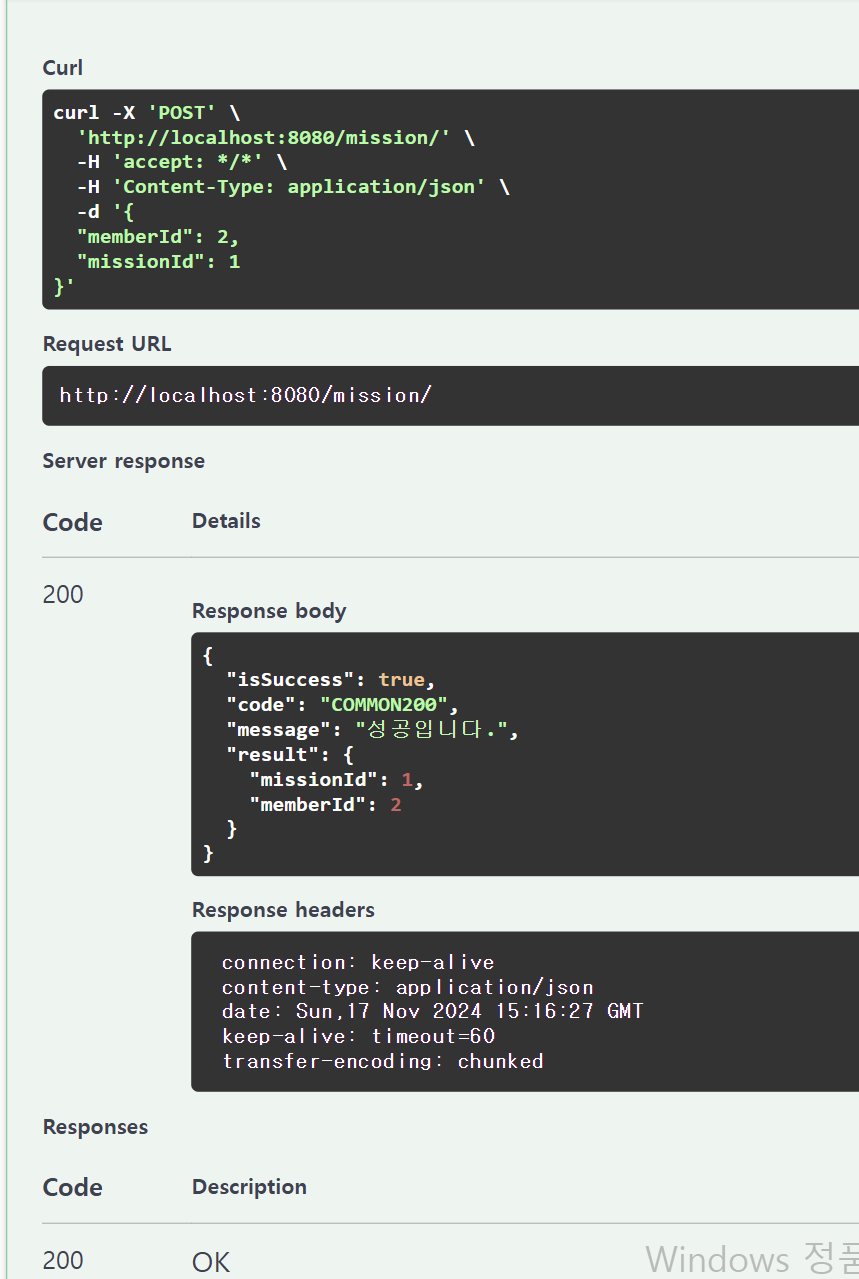 Curl
curl -X 'POST' \
'http://localhost:8080/mission/' \
-H 'accept: */*' \
-H 'Content-Type: application/json' \
-d '{
"memberId": 2,
"missionId": 1
}'
Request URL
http://localhost:8080/mission/
Server response
Code Details
200
Response body
{
"isSuccess": true,
"code": "COMMON200",
"message": "성공입니다.",
"result": {
"missionId": 1,
"memberId": 2
}
}
Response headers
connection: keep-alive
content-type: application/json
date: Sun,17 Nov 2024 15:16:27 GMT
keep-alive: timeout=60
transfer-encoding: chunked
Responses
Code Description
200 OK
Windows 정품